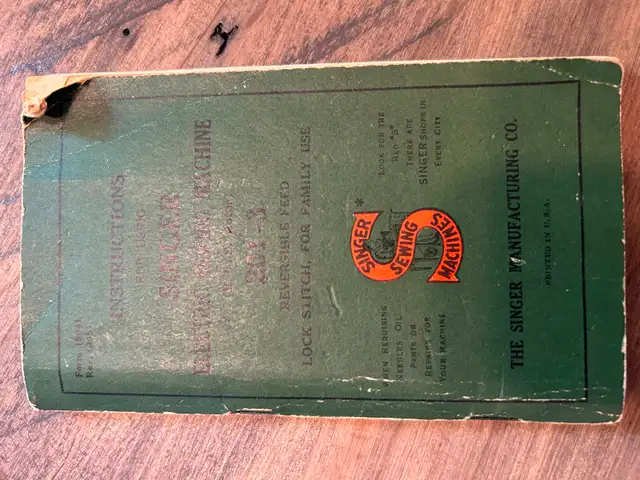 INSTRUCTIONS
FOR USING
SINGER
ELECTRIC SEWING MACHINE
201-3
REVERSIBLE FEED
LOCK STITCH, FOR FAMILY USE
WHEN REQUIRING
NEEDLES OIL
PARTS OR
REPAIRS FOR
YOUR MACHINE
SINGER
SEWING
MACHINES
*
LOOK FOR THE
RED "S"
THERE ARE
SINGER SHOPS IN
EVERY CITY
THE SINGER MANUFACTURING CO.
PRINTED IN U.S.A.